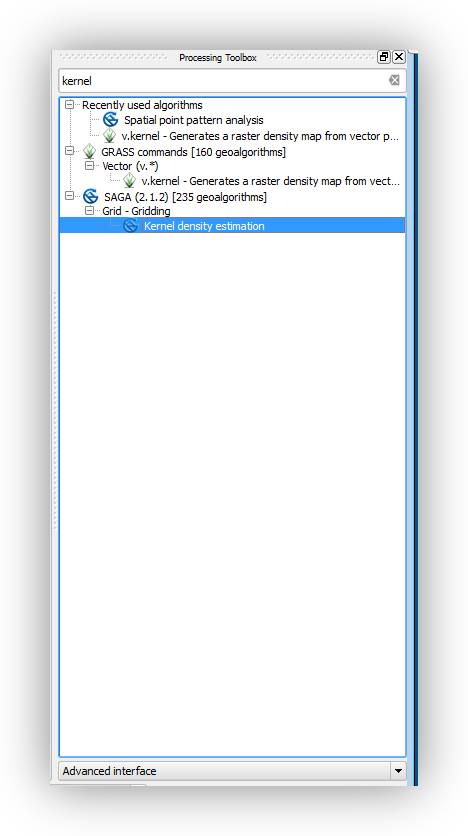 Processing Toolbox
kernel
Recently used algorithms
Spatial point pattern analysis
v.kernel - Generates a raster density map from vector p...
GRASS commands [160 geoalgorithms]
Vector (v.*)
v.kernel - Generates a raster density map from vect...
SAGA (2.1.2) [235 geoalgorithms]
Grid - Gridding
Kernel density estimation
Advanced interface